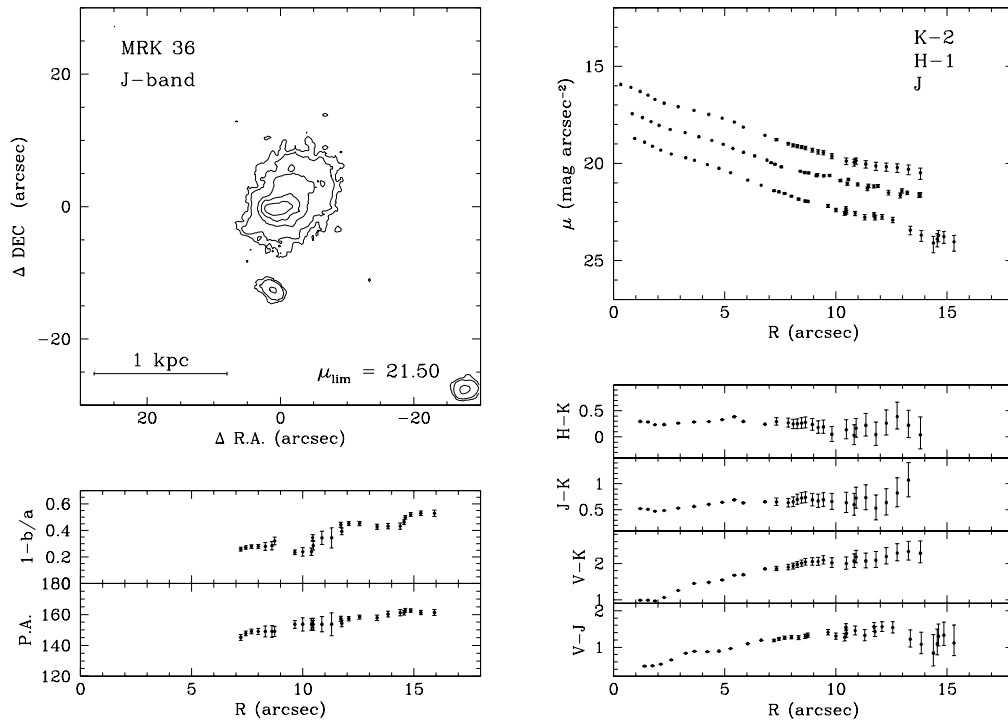 MRK 36
J-band
20
0
-20
Δ DEC (arcsec)
1 kpc
μlim = 21.50
20 0 -20
Δ R.A. (arcsec)
K-2
H-1
J
15
20
25
μ (mag arcsec⁻²)
0 5 10 15
R (arcsec)
0.6
0.4
0.2
1-b/a
180
160
140
120
P.A.
0 5 10 15
R (arcsec)
0.5
0
H-K
1
0.5
J-K
2
1
V-K
2
1
V-J
0 5 10 15
R (arcsec)